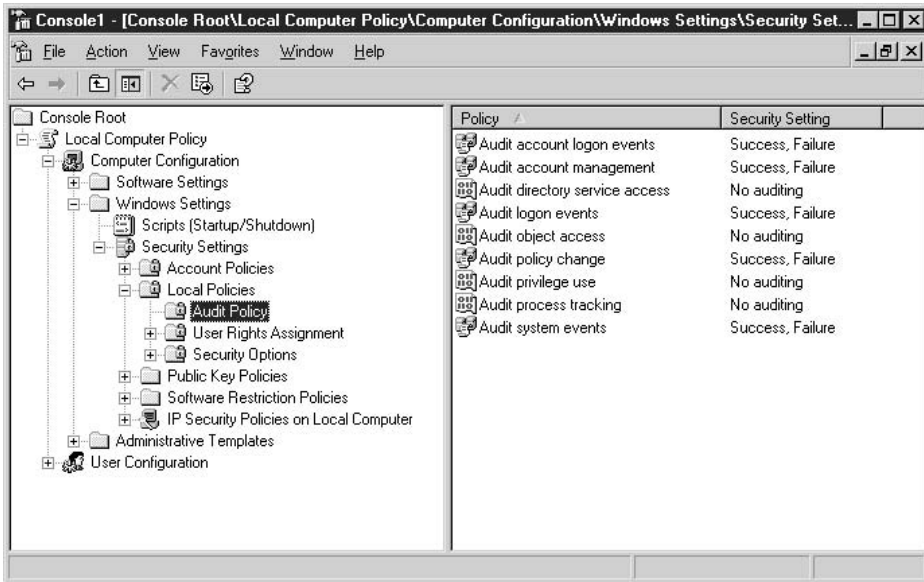 Console1 - [Console Root\Local Computer Policy\Computer Configuration\Windows Settings\Security Set...
File Action View Favorites Window Help
Console Root
Local Computer Policy
Computer Configuration
Software Settings
Windows Settings
Scripts (Startup/Shutdown)
Security Settings
Account Policies
Local Policies
Audit Policy
User Rights Assignment
Security Options
Public Key Policies
Software Restriction Policies
IP Security Policies on Local Computer
Administrative Templates
User Configuration
Policy Security Setting
Audit account logon events Success, Failure
Audit account management Success, Failure
Audit directory service access No auditing
Audit logon events Success, Failure
Audit object access No auditing
Audit policy change Success, Failure
Audit privilege use No auditing
Audit process tracking No auditing
Audit system events Success, Failure